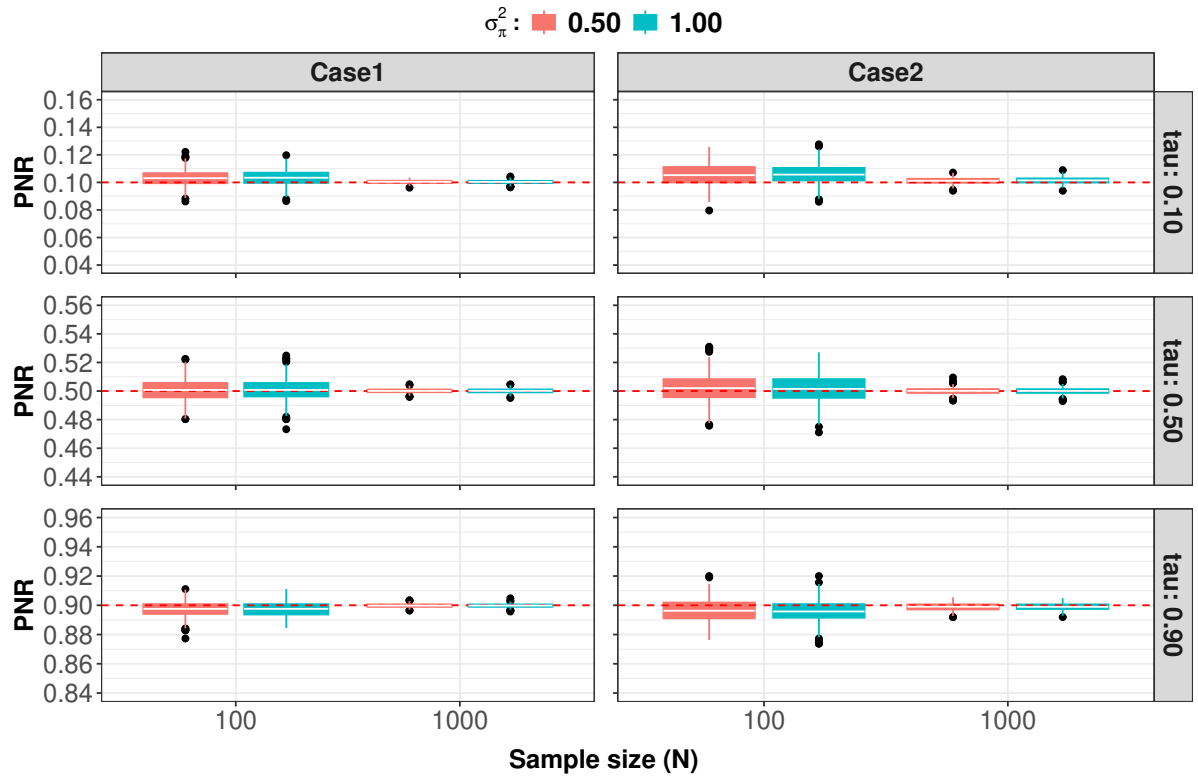 σ²π : 0.50 1.00
Case1 Case2
PNR
0.16
0.14
0.12
0.10
0.08
0.06
0.04
tau: 0.10
PNR
0.56
0.54
0.52
0.50
0.48
0.46
0.44
tau: 0.50
PNR
0.96
0.94
0.92
0.90
0.88
0.86
0.84
tau: 0.90
100 1000 100 1000
Sample size (N)